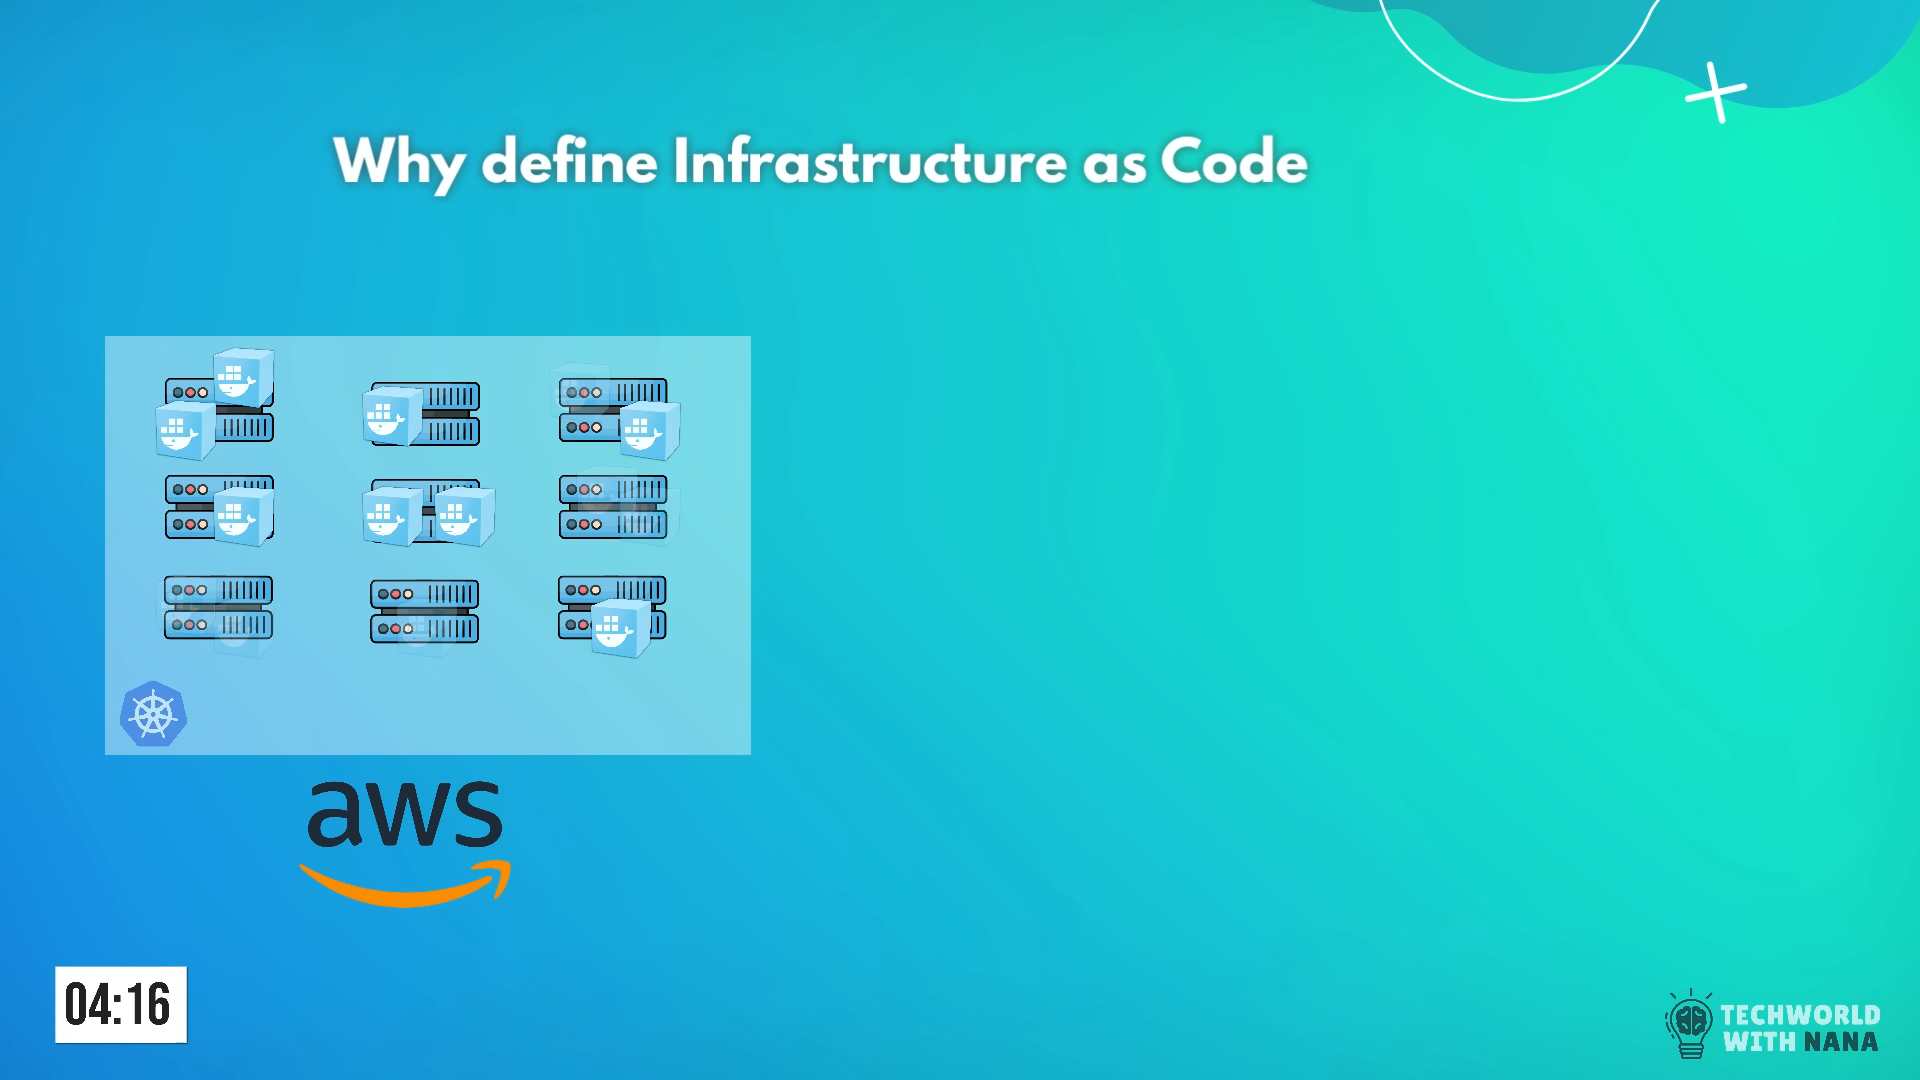 Why define Infrastructure as Code
aws
04:16
TECHWORLD
WITH NANA